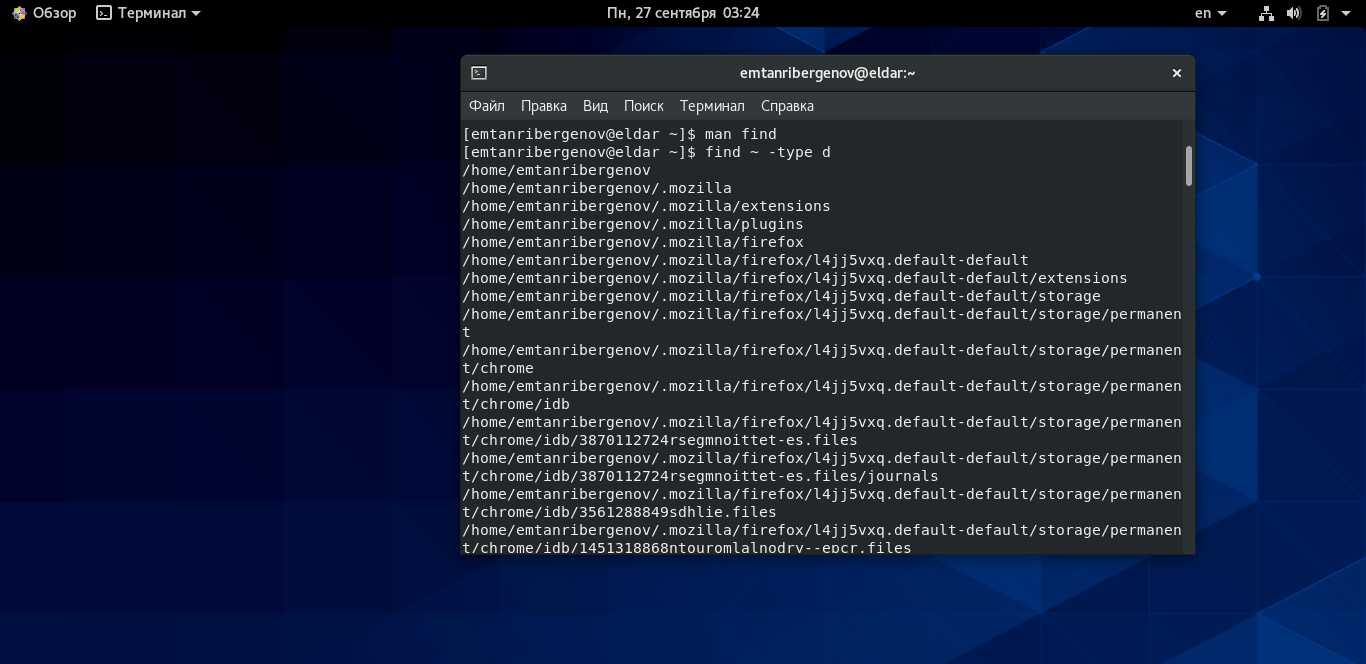 Обзор Терминал Пн, 27 сентября 03:24 en
emtanribergenov@eldar:~
Файл Правка Вид Поиск Терминал Справка
[emtanribergenov@eldar ~]$ man find
[emtanribergenov@eldar ~]$ find ~ -type d
/home/emtanribergenov
/home/emtanribergenov/.mozilla
/home/emtanribergenov/.mozilla/extensions
/home/emtanribergenov/.mozilla/plugins
/home/emtanribergenov/.mozilla/firefox
/home/emtanribergenov/.mozilla/firefox/l4jj5vxq.default-default
/home/emtanribergenov/.mozilla/firefox/l4jj5vxq.default-default/extensions
/home/emtanribergenov/.mozilla/firefox/l4jj5vxq.default-default/storage
/home/emtanribergenov/.mozilla/firefox/l4jj5vxq.default-default/storage/permanen
t
/home/emtanribergenov/.mozilla/firefox/l4jj5vxq.default-default/storage/permanen
t/chrome
/home/emtanribergenov/.mozilla/firefox/l4jj5vxq.default-default/storage/permanen
t/chrome/idb
/home/emtanribergenov/.mozilla/firefox/l4jj5vxq.default-default/storage/permanen
t/chrome/idb/3870112724rsegmnoittet-es.files
/home/emtanribergenov/.mozilla/firefox/l4jj5vxq.default-default/storage/permanen
t/chrome/idb/3870112724rsegmnoittet-es.files/journals
/home/emtanribergenov/.mozilla/firefox/l4jj5vxq.default-default/storage/permanen
t/chrome/idb/3561288849sdhlie.files
/home/emtanribergenov/.mozilla/firefox/l4jj5vxq.default-default/storage/permanen
t/chrome/idb/1451318868ntouromlalnodry--epcr.files